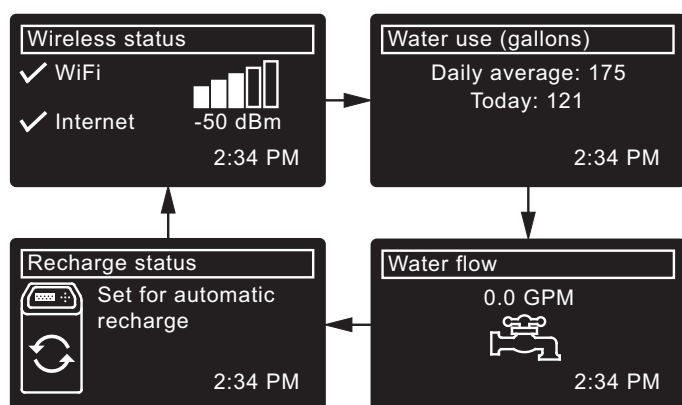 Wireless status
WiFi
Internet
-50 dBm
2:34 PM
Water use (gallons)
Daily average: 175
Today: 121
2:34 PM
Water flow
0.0 GPM
2:34 PM
Recharge status
Set for automatic
recharge
2:34 PM